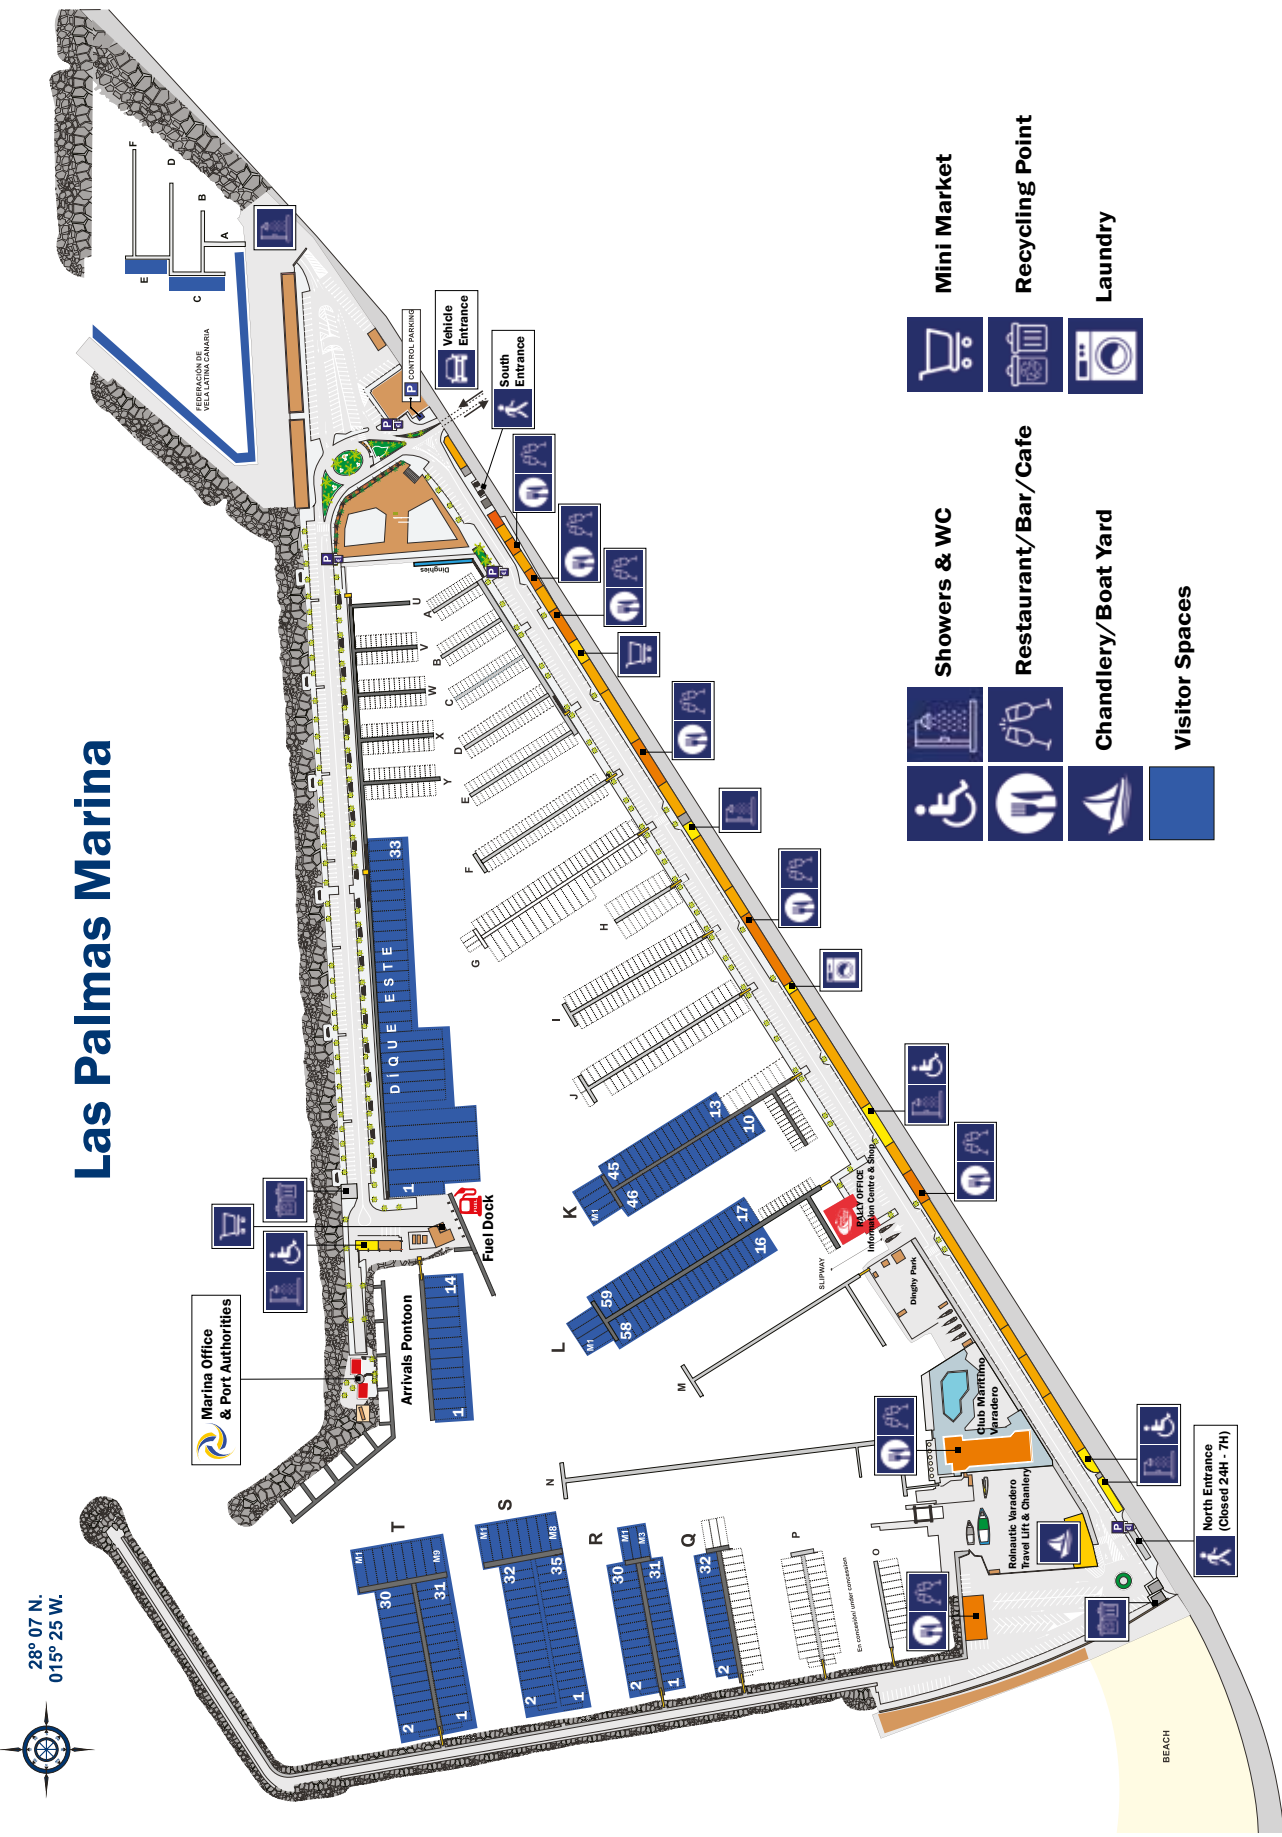 Las Palmas Marina
28º 07 N.
015º 25 W.
Marina Office
& Port Authorities
Arrivals Pontoon
14
1
Fuel Dock
DÍQUE ESTE
33
1
FEDERACIÓN DE
VELA LATINA CANARIA
F
D
B
A
E
C
P CONTROL PARKING
P
P
P
P
Vehicle
Entrance
South
Entrance
Dinghies
U
V
W
X
Y
A
B
C
D
E
F
G
H
I
J
K
M1
45
46
13
10
L
M1
59
58
17
16
M
N
RALLY OFFICE
Information Centre & Shop
SLIPWAY
Dinghy Park
Club Marítimo
Varadero
Rolnautic Varadero
Travel Lift & Chanlery
North Entrance
(Closed 24H - 7H)
T
M1
M9
30
31
2
1
S
M1
M8
32
35
2
1
R
M1
M3
30
31
2
1
Q
32
2
P
En concesión/ under concession
O
BEACH
Showers & WC
Restaurant/Bar/Cafe
Chandlery/Boat Yard
Visitor Spaces
Mini Market
Recycling Point
Laundry